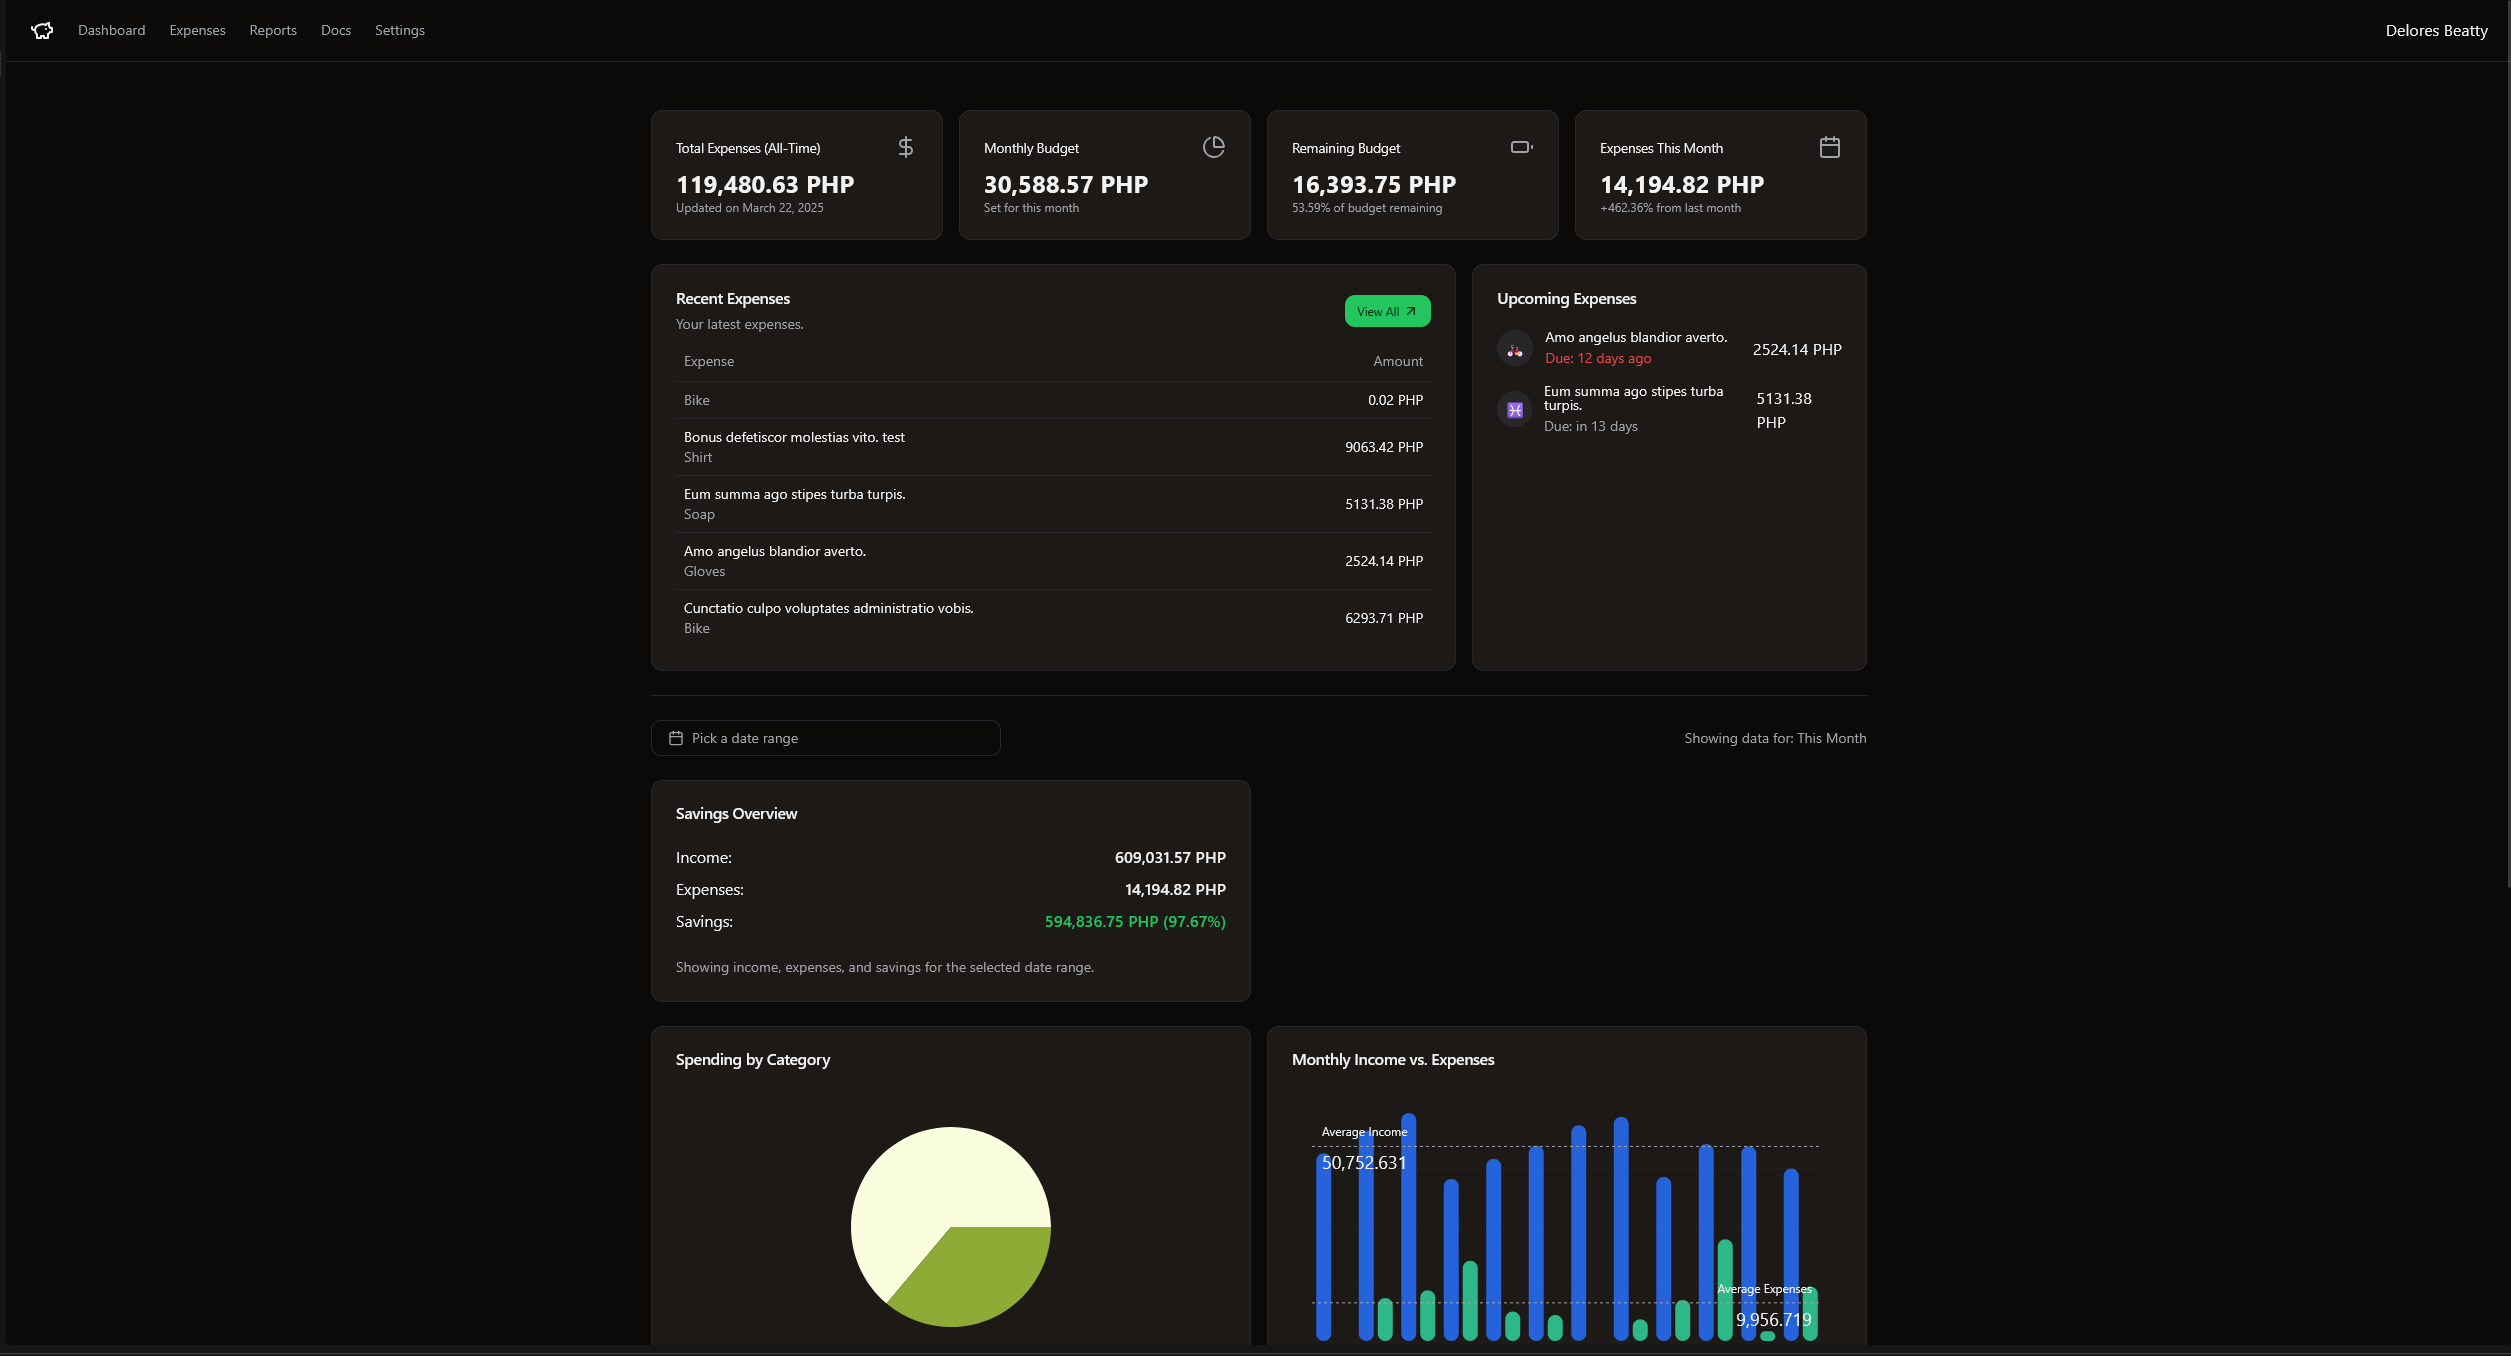 Dashboard Expenses Reports Docs Settings
Delores Beatty
Total Expenses (All-Time)
119,480.63 PHP
Updated on March 22, 2025
Monthly Budget
30,588.57 PHP
Set for this month
Remaining Budget
16,393.75 PHP
53.59% of budget remaining
Expenses This Month
14,194.82 PHP
+462.36% from last month
Recent Expenses
Your latest expenses.
View All
Expense Amount
Bike 0.02 PHP
Bonus defetiscor molestias vito. test
Shirt
9063.42 PHP
Eum summa ago stipes turba turpis.
Soap
5131.38 PHP
Amo angelus blandior averto.
Gloves
2524.14 PHP
Cunctatio culpo voluptates administratio vobis.
Bike
6293.71 PHP
Upcoming Expenses
Amo angelus blandior averto.
Due: 12 days ago
2524.14 PHP
Eum summa ago stipes turba
turpis.
Due: in 13 days
5131.38
PHP
Pick a date range
Showing data for: This Month
Savings Overview
Income: 609,031.57 PHP
Expenses: 14,194.82 PHP
Savings: 594,836.75 PHP (97.67%)
Showing income, expenses, and savings for the selected date range.
Spending by Category
Monthly Income vs. Expenses
Average Income
50,752.631
Average Expenses
9,956.719